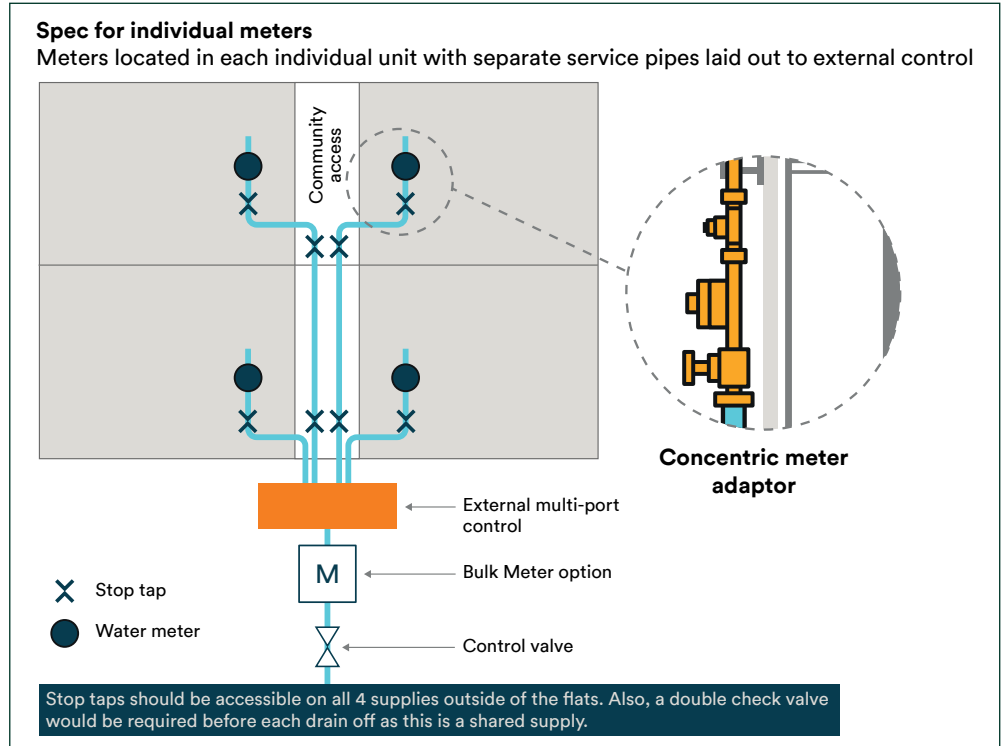 Spec for individual meters
Meters located in each individual unit with separate service pipes laid out to external control
Community
access
Concentric meter
adaptor
External multi-port
control
M
Bulk Meter option
Stop tap
Water meter
Control valve
Stop taps should be accessible on all 4 supplies outside of the flats. Also, a double check valve
would be required before each drain off as this is a shared supply.